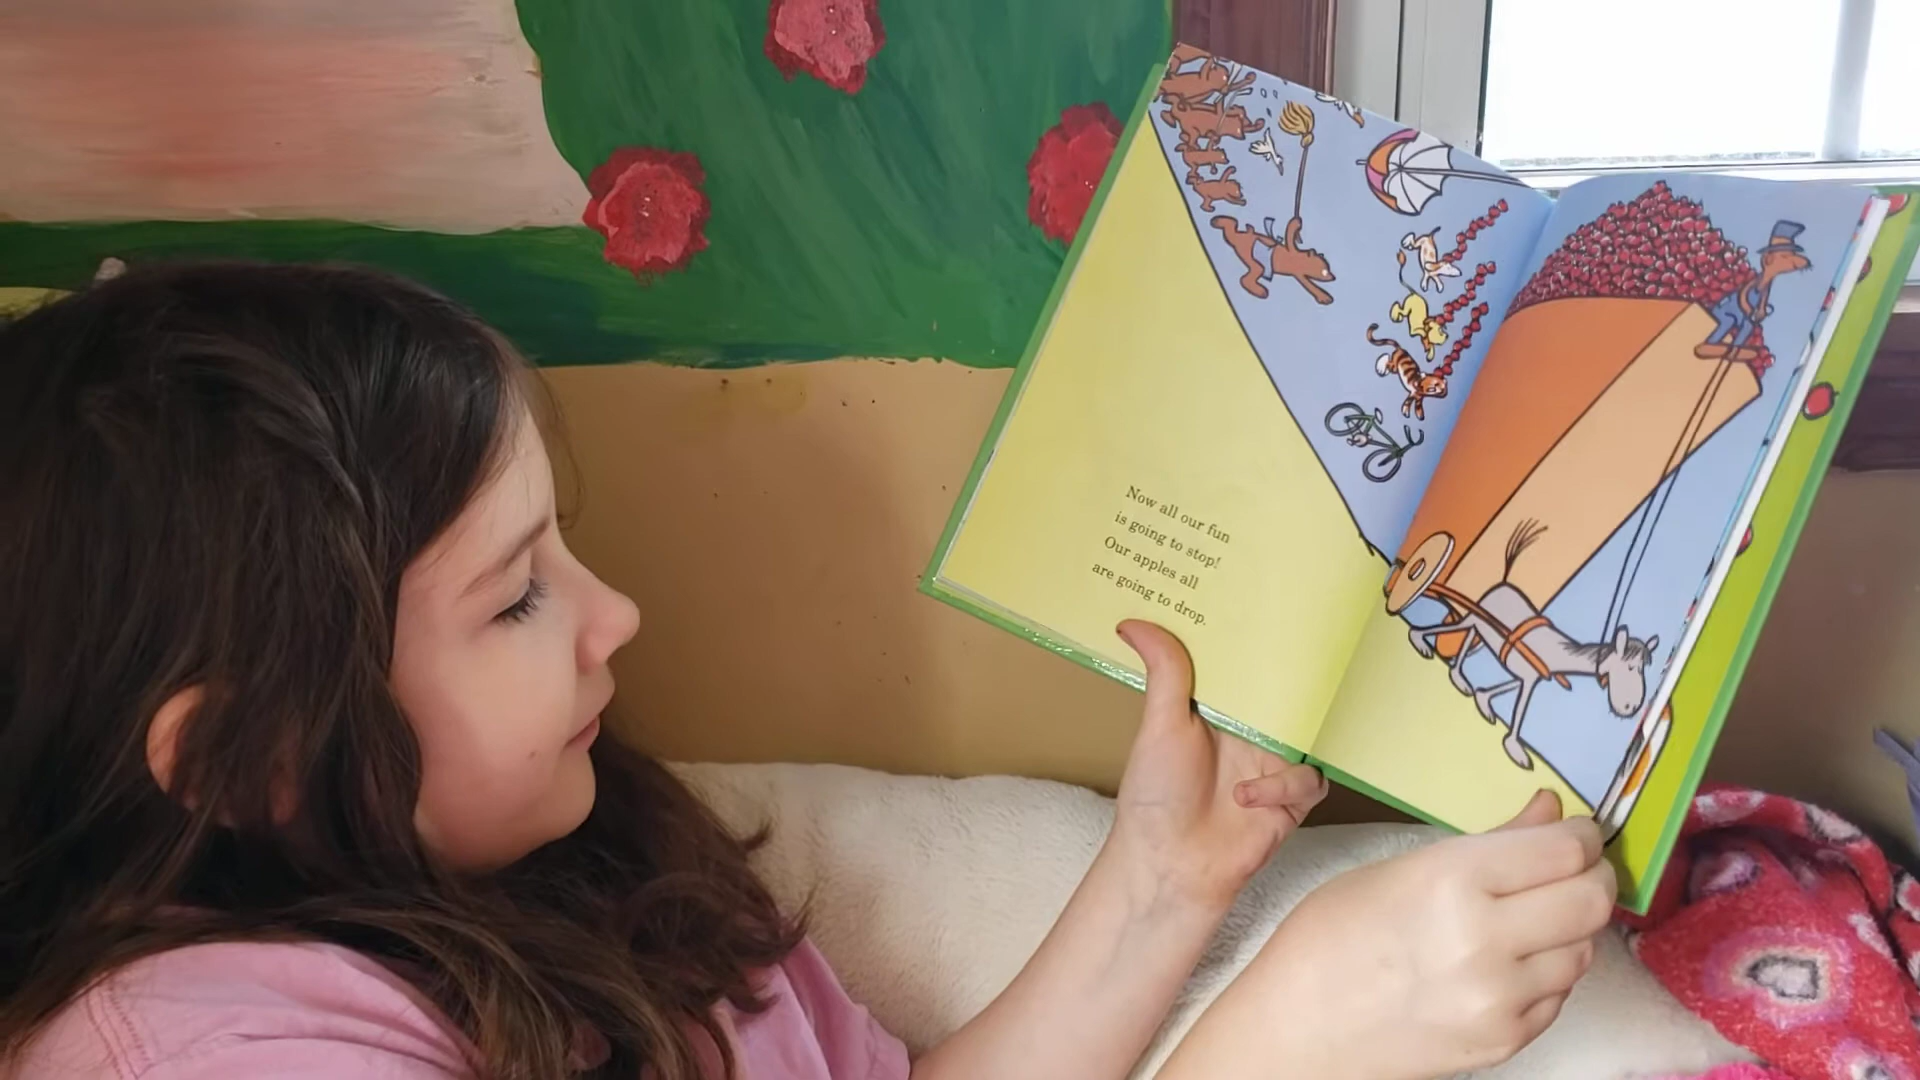 Now all our fun
is going to stop!
Our apples all
are going to drop.